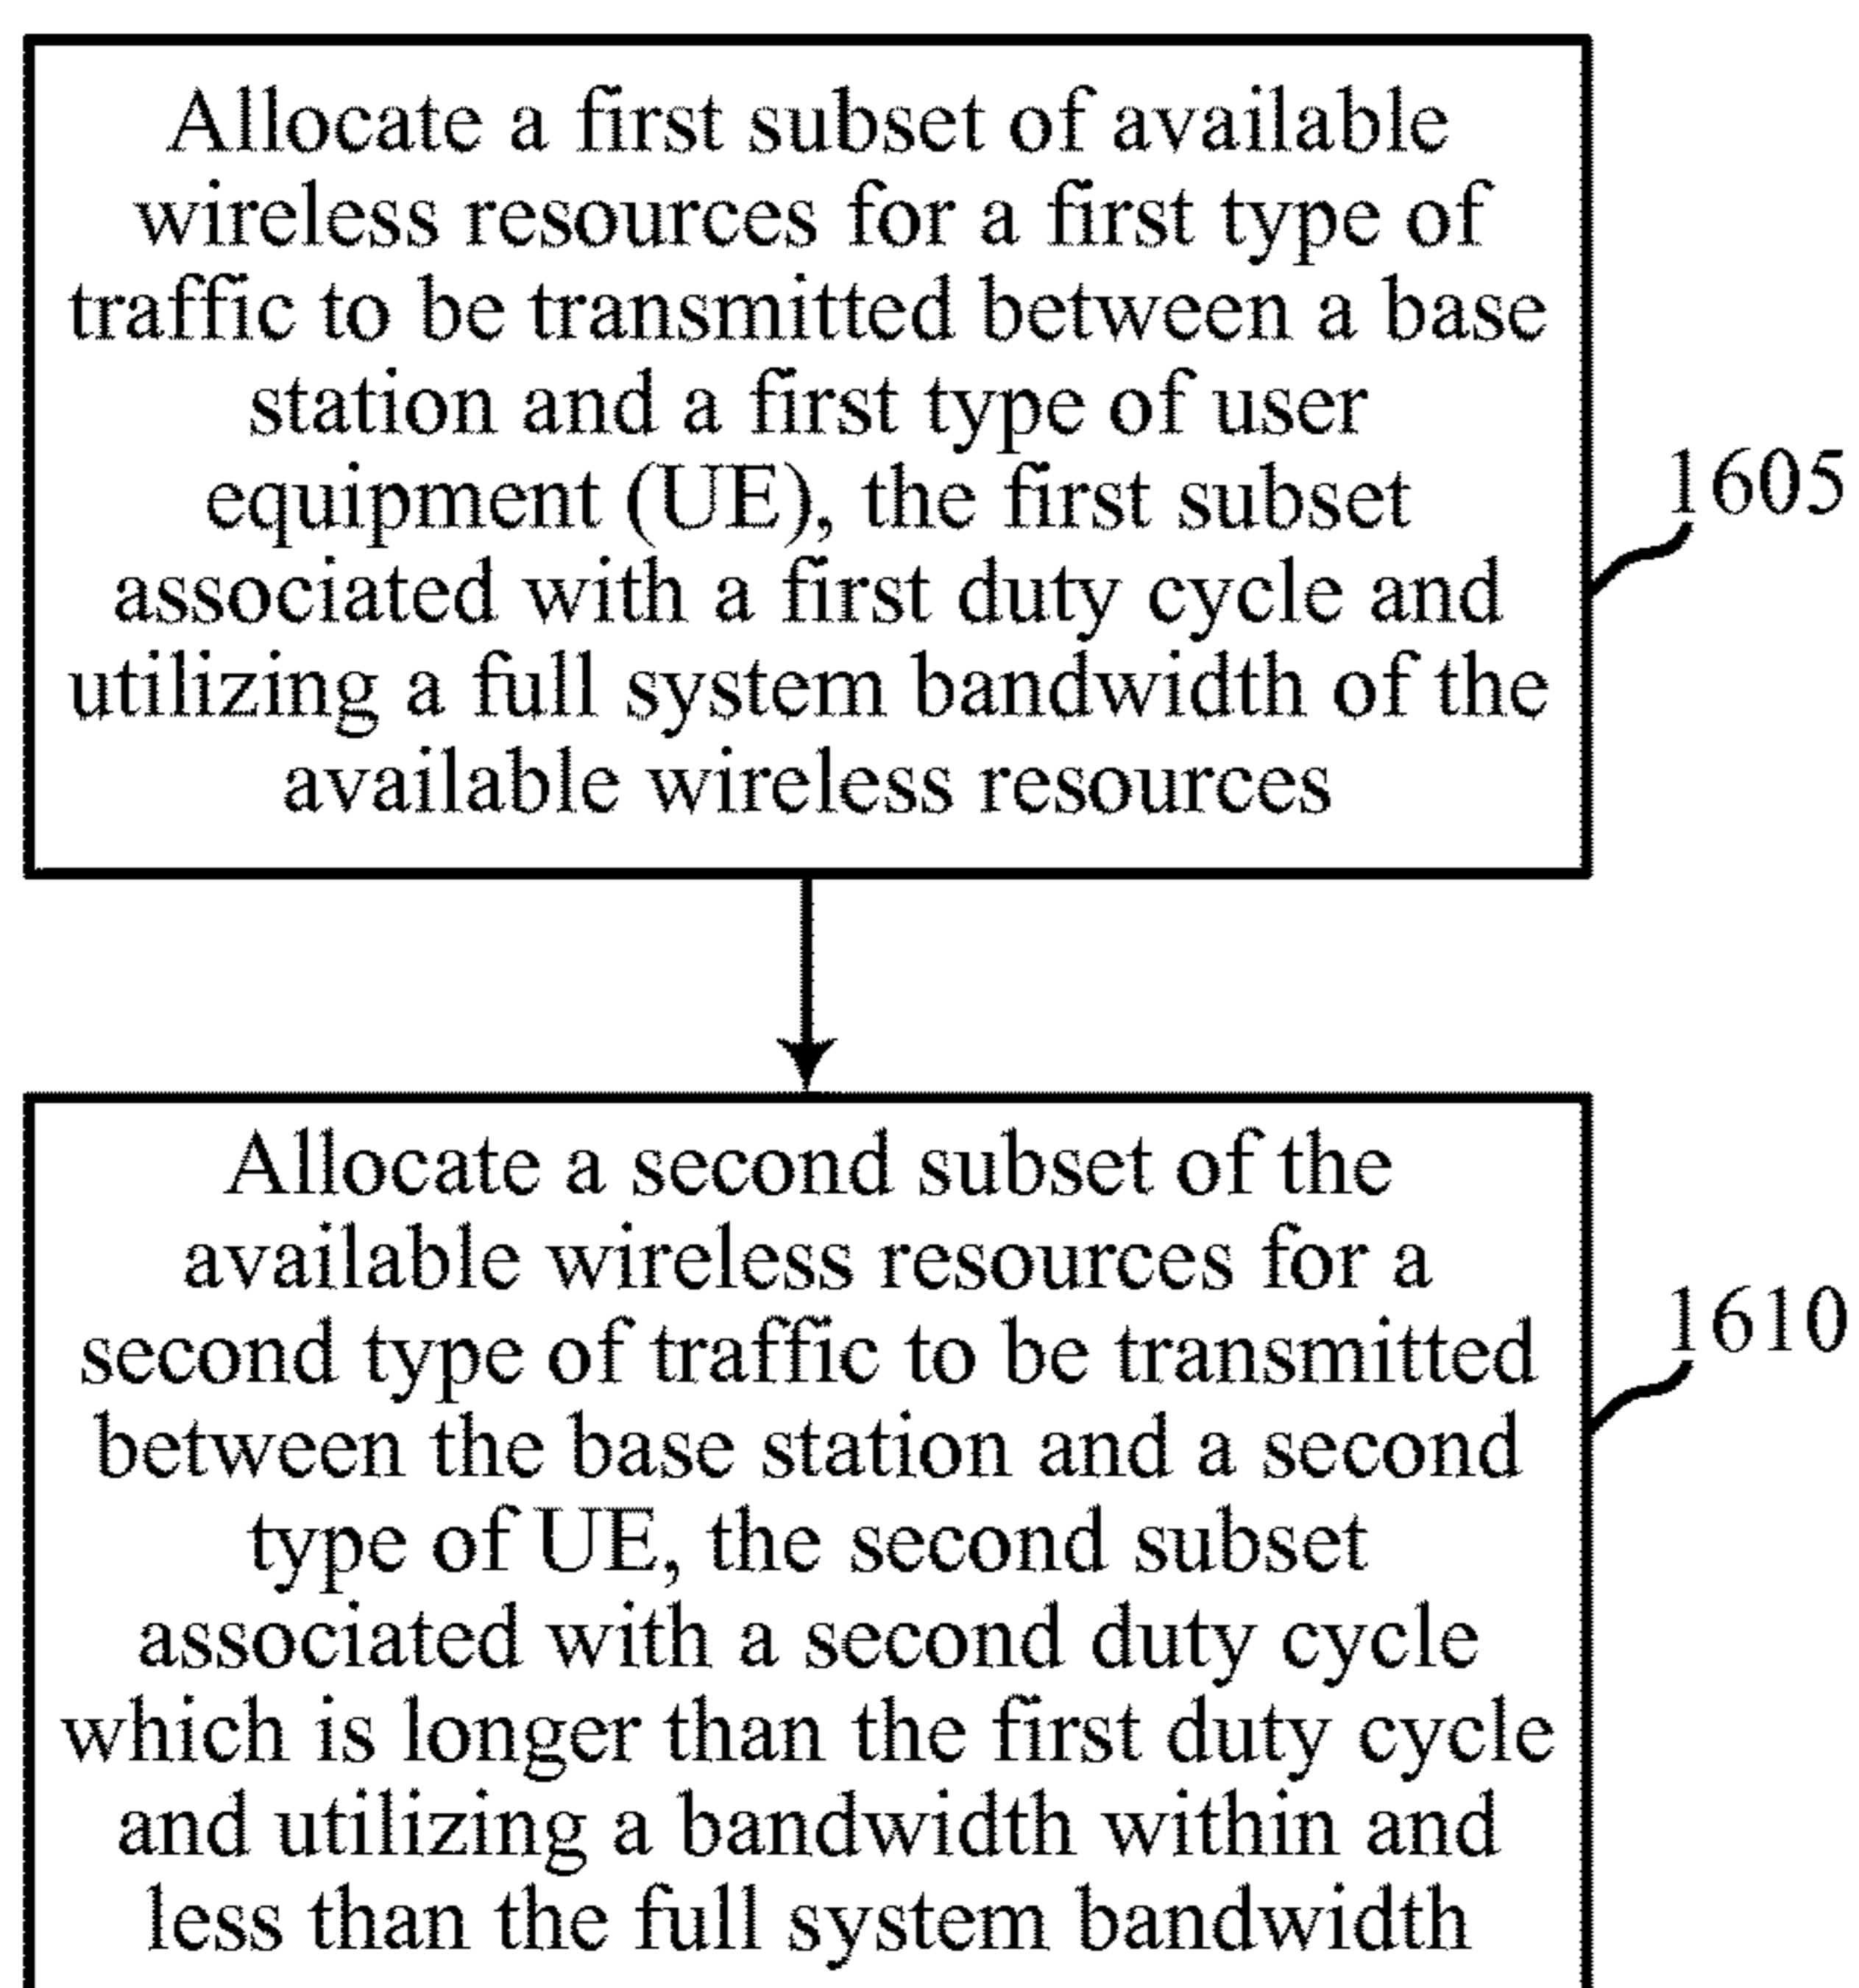 Allocate a first subset of available
wireless resources for a first type of
traffic to be transmitted between a base
station and a first type of user
equipment (UE), the first subset
associated with a first duty cycle and
utilizing a full system bandwidth of the
available wireless resources
1605
Allocate a second subset of the
available wireless resources for a
second type of traffic to be transmitted
between the base station and a second
type of UE, the second subset
associated with a second duty cycle
which is longer than the first duty cycle
and utilizing a bandwidth within and
less than the full system bandwidth
1610